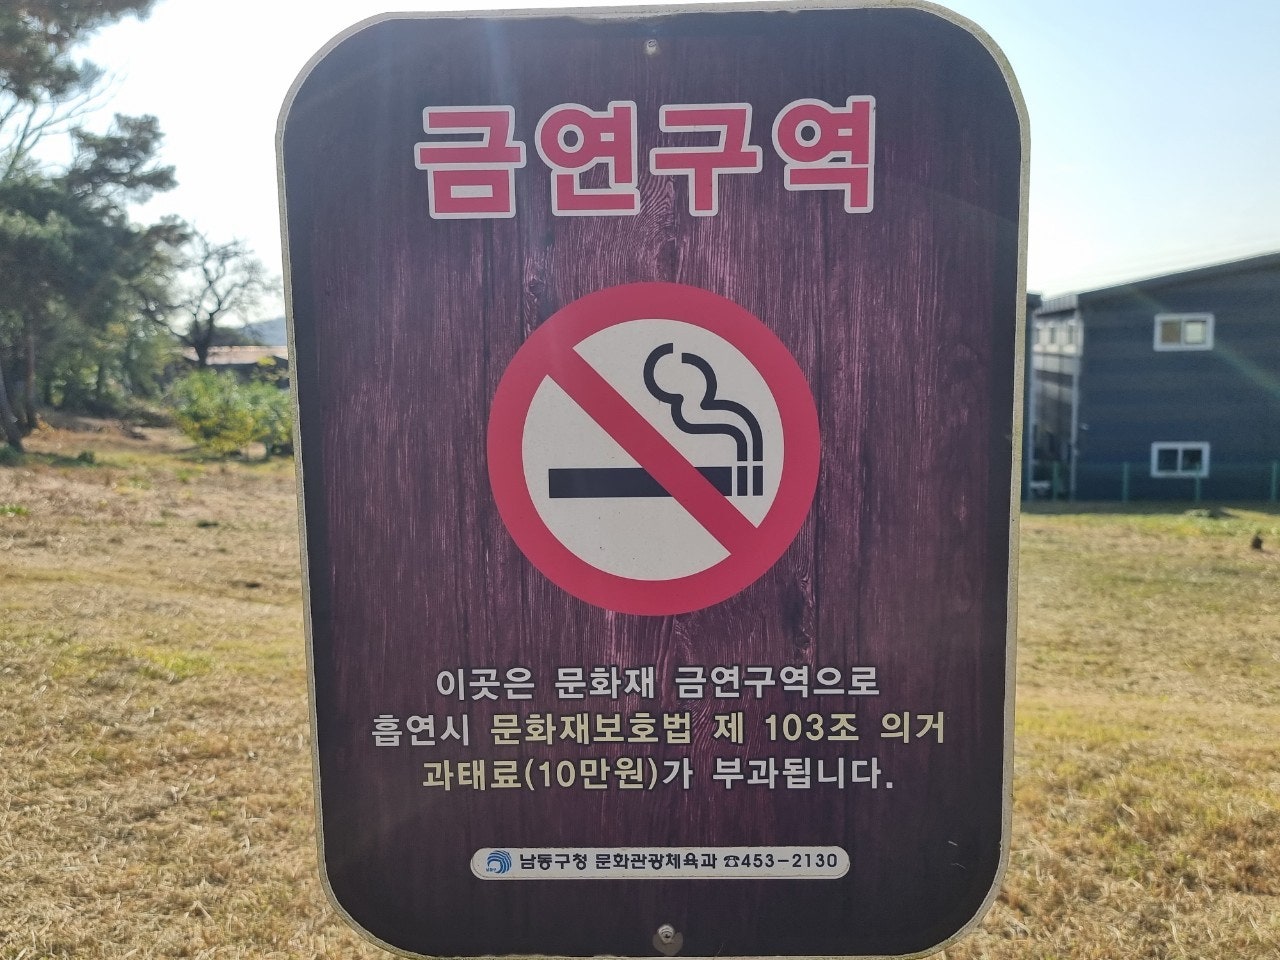 금연구역
이곳은 문화재 금연구역으로
흡연시 문화재보호법 제 103조 의거
과태료(10만원)가 부과됩니다.
남동구청 문화관광체육과 ☎453-2130